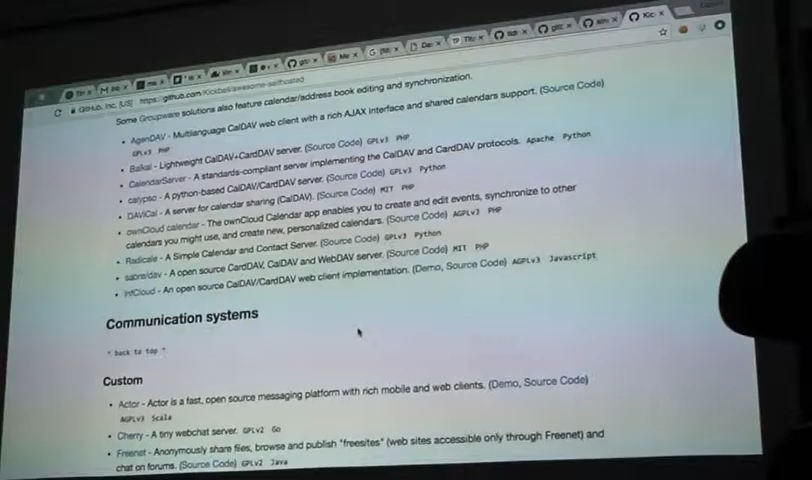 GitHub, Inc. [US] https://github.com/Kickball/awesome-selfhosted
Some Groupware solutions also feature calendar/address book editing and synchronization.
• AgenDAV - Multilanguage CalDAV web client with a rich AJAX interface and shared calendars support. (Source Code)
GPLv3 PHP
• Baikal - Lightweight CalDAV+CardDAV server. (Source Code) GPLv3 PHP
• CalendarServer - A standards-compliant server implementing the CalDAV and CardDAV protocols. Apache Python
• calypso - A python-based CalDAV/CardDAV server. (Source Code) GPLv3 Python
• DAViCal - A server for calendar sharing (CalDAV). (Source Code) MIT PHP
• ownCloud calendar - The ownCloud Calendar app enables you to create and edit events, synchronize to other
calendars you might use, and create new, personalized calendars. (Source Code) AGPLv3 PHP
• Radicale - A Simple Calendar and Contact Server. (Source Code) GPLv3 Python
• sabre/dav - A open source CardDAV, CalDAV and WebDAV server. (Source Code) MIT PHP
• InfCloud - An open source CalDAV/CardDAV web client implementation. (Demo, Source Code) AGPLv3 Javascript
Communication systems
^ back to top ^
Custom
• Actor - Actor is a fast, open source messaging platform with rich mobile and web clients. (Demo, Source Code)
AGPLv3 Scala
• Cherry - A tiny webchat server. GPLv2 Go
• Freenet - Anonymously share files, browse and publish "freesites" (web sites accessible only through Freenet) and
chat on forums. (Source Code) GPLv2 Java